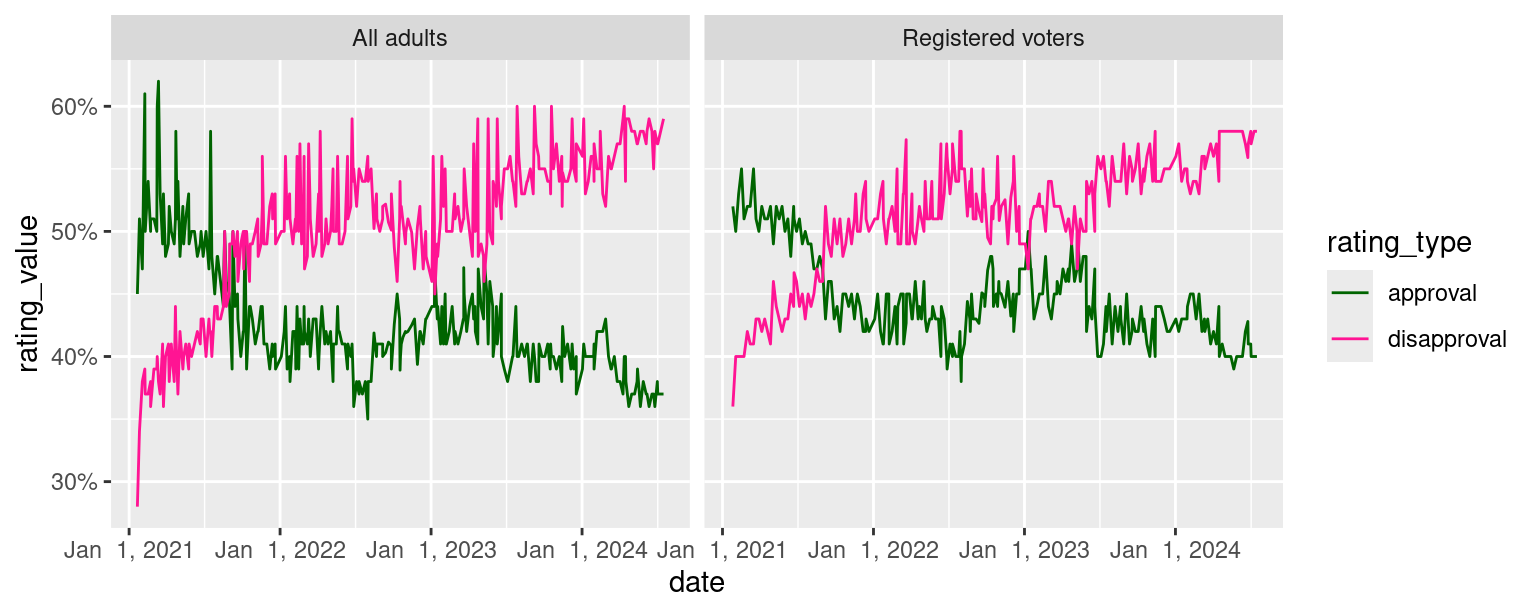 All adults
Registered voters
rating_value
60%
50%
40%
30%
Jan 1, 2021
Jan 1, 2022
Jan 1, 2023
Jan 1, 2024
Jan 1, 2021
Jan 1, 2022
Jan 1, 2023
Jan 1, 2024
date
rating_type
approval
disapproval